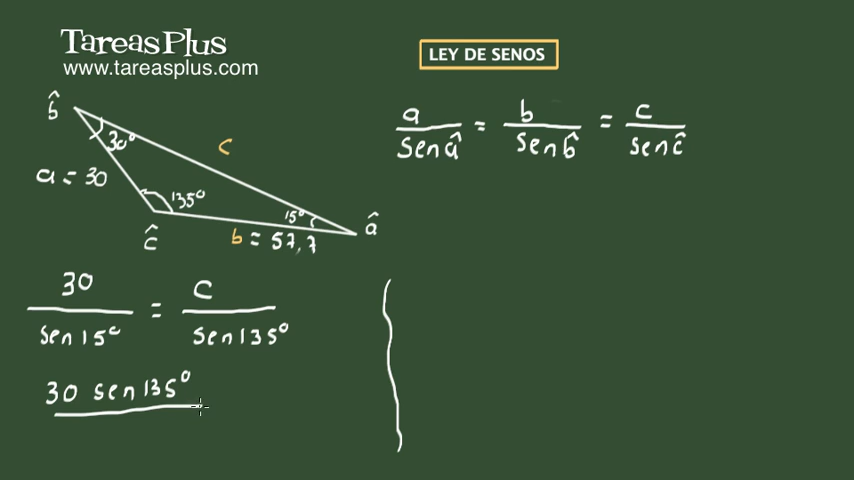 TareasPlus
www.tareasplus.com
LEY DE SENOS
b̂
30°
c
a = 30
135°
15°
â
ĉ
b = 57,7
a/Sen â = b/Sen b̂ = c/Sen ĉ
30/Sen 15° = c/Sen 135°
30 Sen 135°